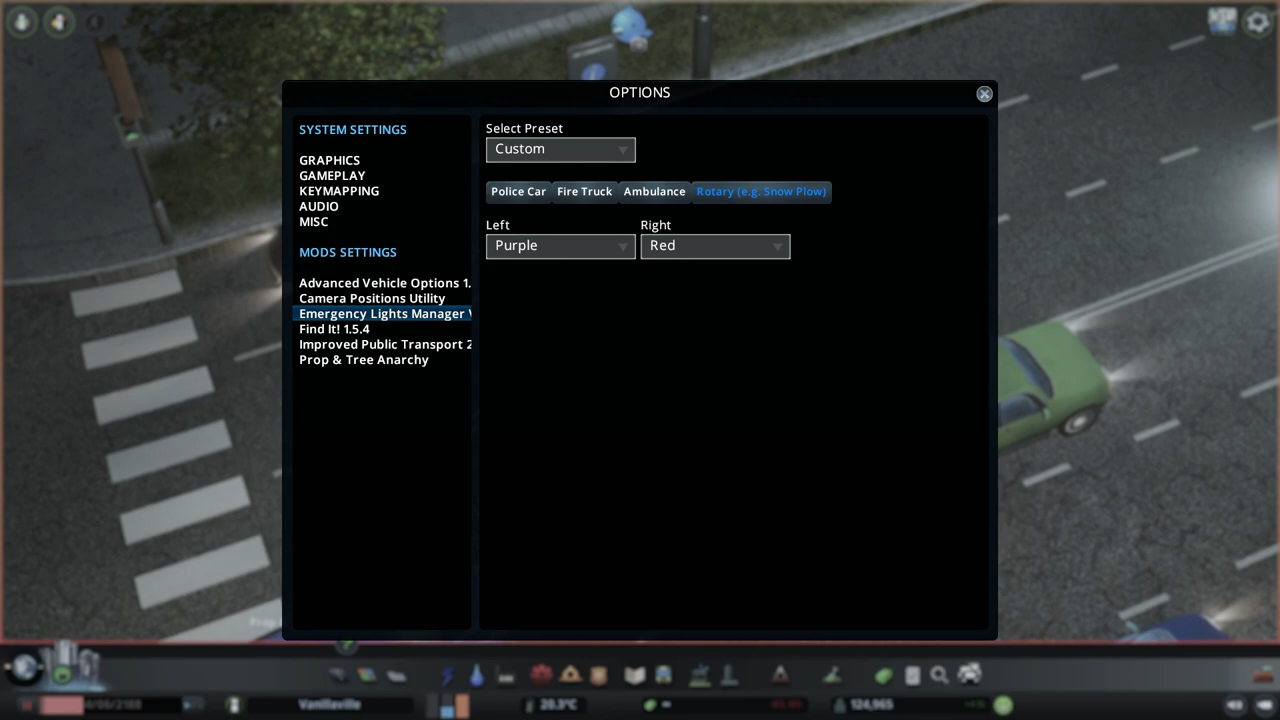 OPTIONS
SYSTEM SETTINGS
GRAPHICS
GAMEPLAY
KEYMAPPING
AUDIO
MISC
MODS SETTINGS
Advanced Vehicle Options 1.
Camera Positions Utility
Emergency Lights Manager V
Find It! 1.5.4
Improved Public Transport 2
Prop & Tree Anarchy
Select Preset
Custom
Police Car Fire Truck Ambulance Rotary (e.g. Snow Plow)
Left Right
Purple Red
Vanillaville 20.3°C 124,965